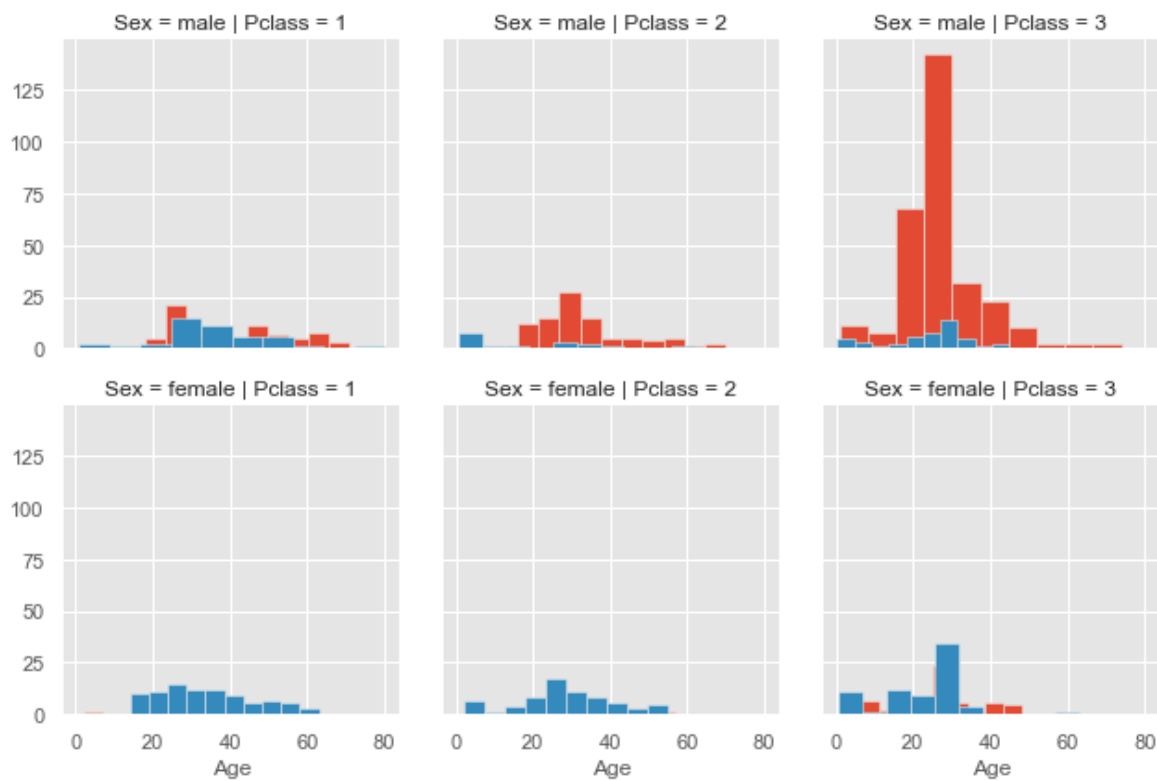 Sex = male | Pclass = 1
Sex = male | Pclass = 2
Sex = male | Pclass = 3
125
100
75
50
25
0
Sex = female | Pclass = 1
Sex = female | Pclass = 2
Sex = female | Pclass = 3
125
100
75
50
25
0
0 20 40 60 80
0 20 40 60 80
0 20 40 60 80
Age
Age
Age